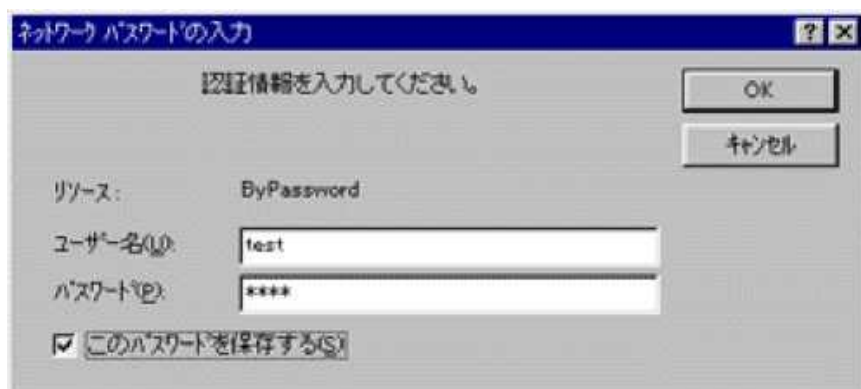 ﾈｯﾄﾜｰｸ ﾊﾟｽﾜｰﾄﾞの入力
認証情報を入力してください。
OK
ｷｬﾝｾﾙ
ﾘｿｰｽ: ByPassword
ﾕｰｻﾞｰ名(U): test
ﾊﾟｽﾜｰﾄﾞ(P): ****
このﾊﾟｽﾜｰﾄﾞを保存する(S)